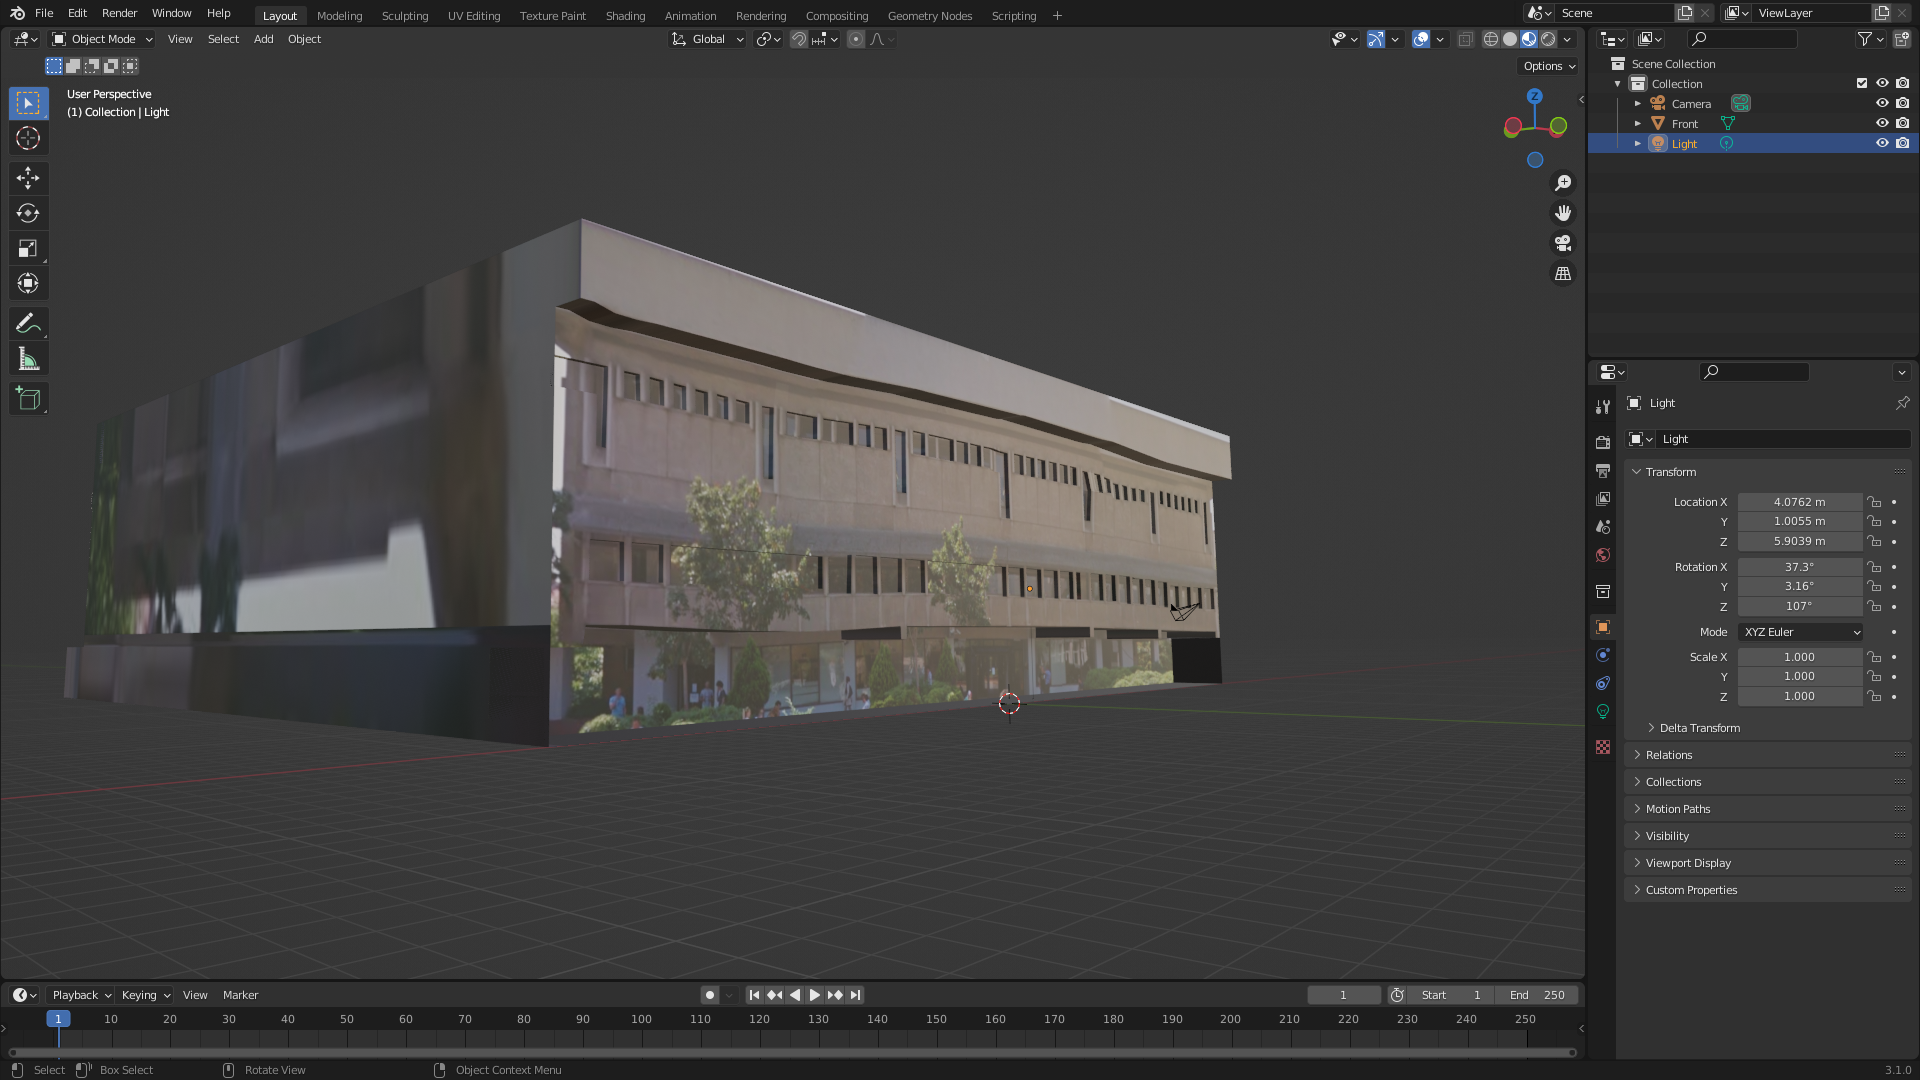 File Edit Render Window Help
Layout Modeling Sculpting UV Editing Texture Paint Shading Animation Rendering Compositing Geometry Nodes Scripting +
Scene
ViewLayer
Object Mode View Select Add Object
Global
Options
User Perspective
(1) Collection | Light
Z
Scene Collection
Collection
Camera
Front
Light
Light
Light
Transform
Location X 4.0762 m
Y 1.0055 m
Z 5.9039 m
Rotation X 37.3°
Y 3.16°
Z 107°
Mode XYZ Euler
Scale X 1.000
Y 1.000
Z 1.000
Delta Transform
Relations
Collections
Motion Paths
Visibility
Viewport Display
Custom Properties
Playback Keying View Marker
1 Start 1 End 250
1 10 20 30 40 50 60 70 80 90 100 110 120 130 140 150 160 170 180 190 200 210 220 230 240 250
Select Box Select Rotate View Object Context Menu 3.1.0